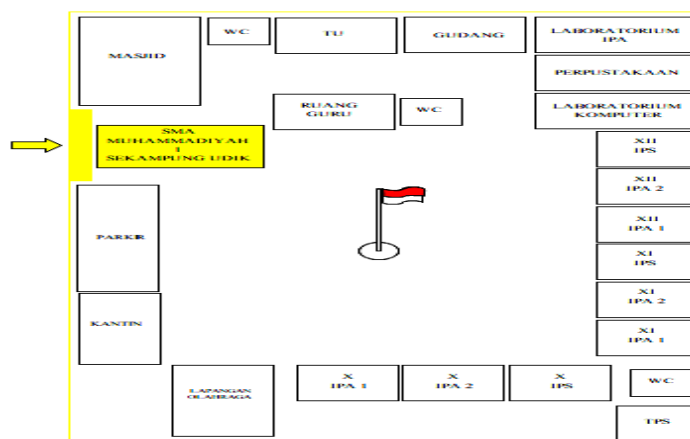 MASJID
WC
TU
GUDANG
LABORATORIUM
IPA
PERPUSTAKAAN
RUANG
GURU
WC
LABORATORIUM
KOMPUTER
SMA
MUHAMMADIYAH
1
SEKAMPUNG UDIK
XII
IPS
XII
IPA 2
XII
IPA 1
PARKIR
XI
IPS
XI
IPA 2
KANTIN
XI
IPA 1
LAPANGAN
OLAHRAGA
X
IPA 1
X
IPA 2
X
IPS
WC
TPS